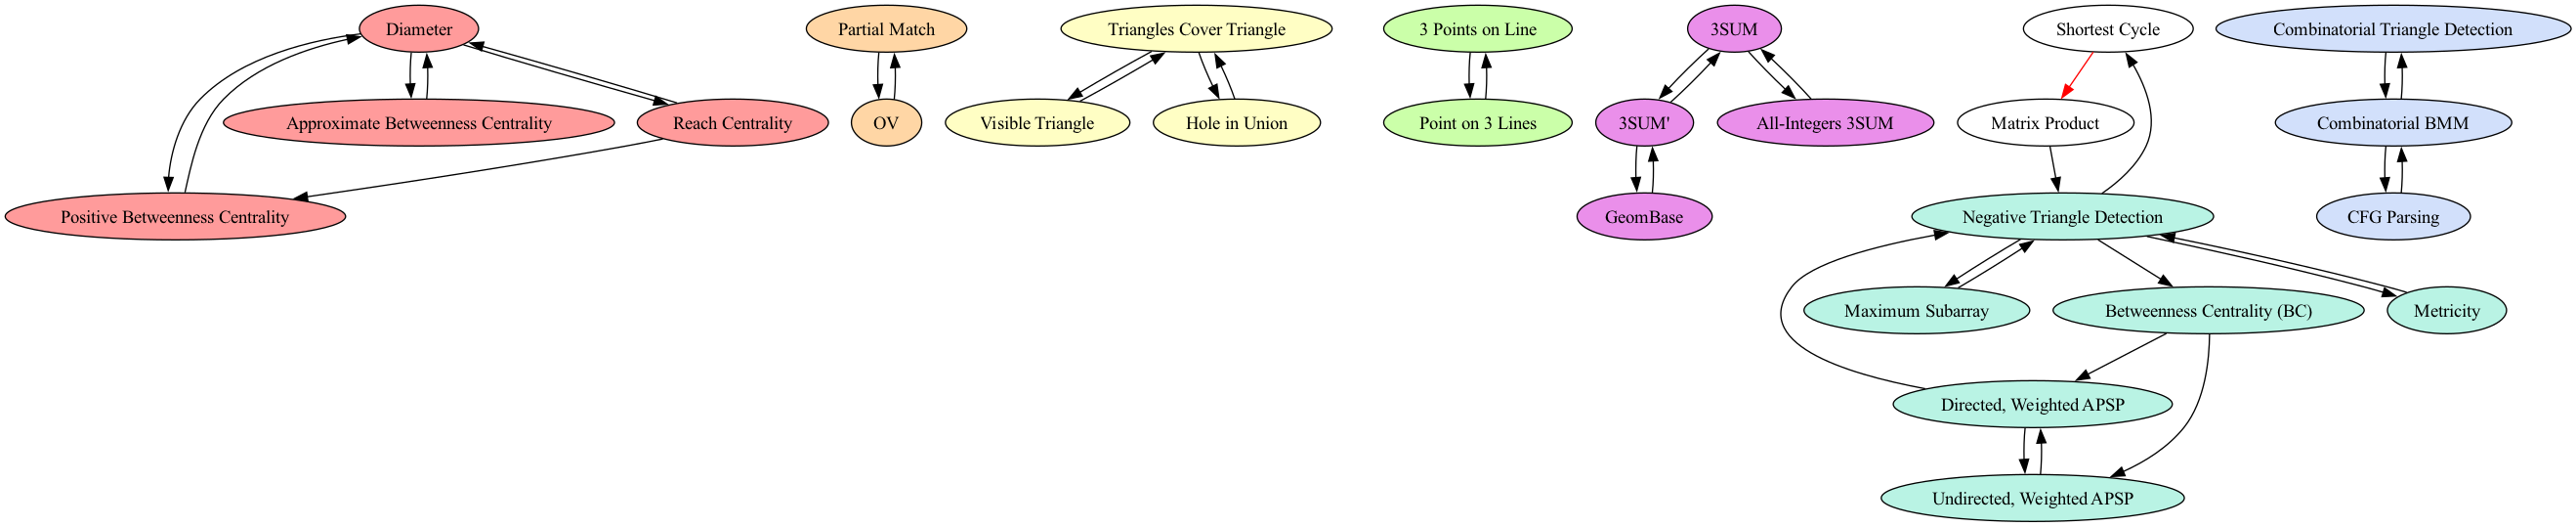 Diameter
Partial Match
Triangles Cover Triangle
3 Points on Line
3SUM
Shortest Cycle
Combinatorial Triangle Detection
Approximate Betweenness Centrality
Reach Centrality
OV
Visible Triangle
Hole in Union
Point on 3 Lines
3SUM'
All-Integers 3SUM
Matrix Product
Combinatorial BMM
Positive Betweenness Centrality
GeomBase
Negative Triangle Detection
CFG Parsing
Maximum Subarray
Betweenness Centrality (BC)
Metricity
Directed, Weighted APSP
Undirected, Weighted APSP